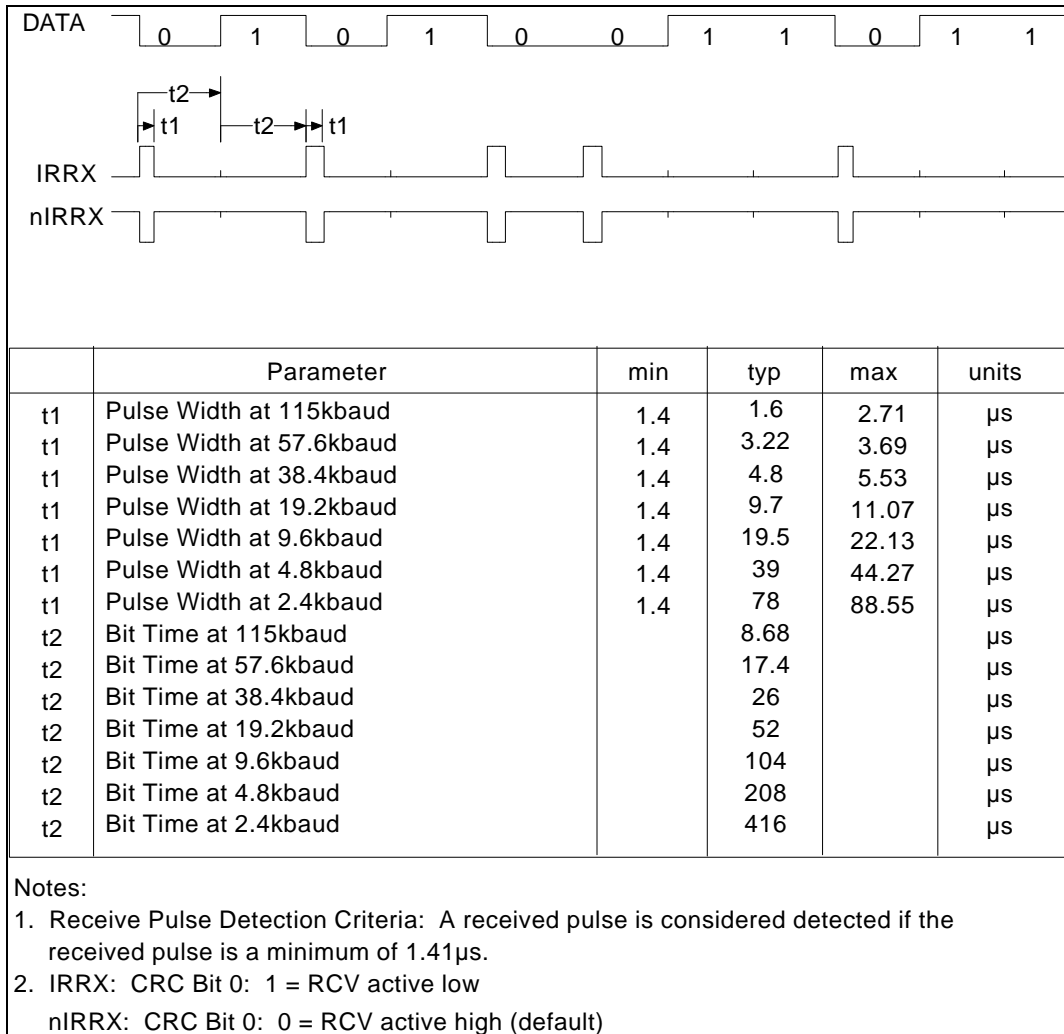 DATA 0 1 0 1 0 0 1 1 0 1 1
t2
t1 t2 t1
IRRX
nIRRX
Parameter min typ max units
t1 Pulse Width at 115kbaud 1.4 1.6 2.71 µs
t1 Pulse Width at 57.6kbaud 1.4 3.22 3.69 µs
t1 Pulse Width at 38.4kbaud 1.4 4.8 5.53 µs
t1 Pulse Width at 19.2kbaud 1.4 9.7 11.07 µs
t1 Pulse Width at 9.6kbaud 1.4 19.5 22.13 µs
t1 Pulse Width at 4.8kbaud 1.4 39 44.27 µs
t1 Pulse Width at 2.4kbaud 1.4 78 88.55 µs
t2 Bit Time at 115kbaud 8.68 µs
t2 Bit Time at 57.6kbaud 17.4 µs
t2 Bit Time at 38.4kbaud 26 µs
t2 Bit Time at 19.2kbaud 52 µs
t2 Bit Time at 9.6kbaud 104 µs
t2 Bit Time at 4.8kbaud 208 µs
t2 Bit Time at 2.4kbaud 416 µs
Notes:
1. Receive Pulse Detection Criteria: A received pulse is considered detected if the
received pulse is a minimum of 1.41µs.
2. IRRX: CRC Bit 0: 1 = RCV active low
nIRRX: CRC Bit 0: 0 = RCV active high (default)